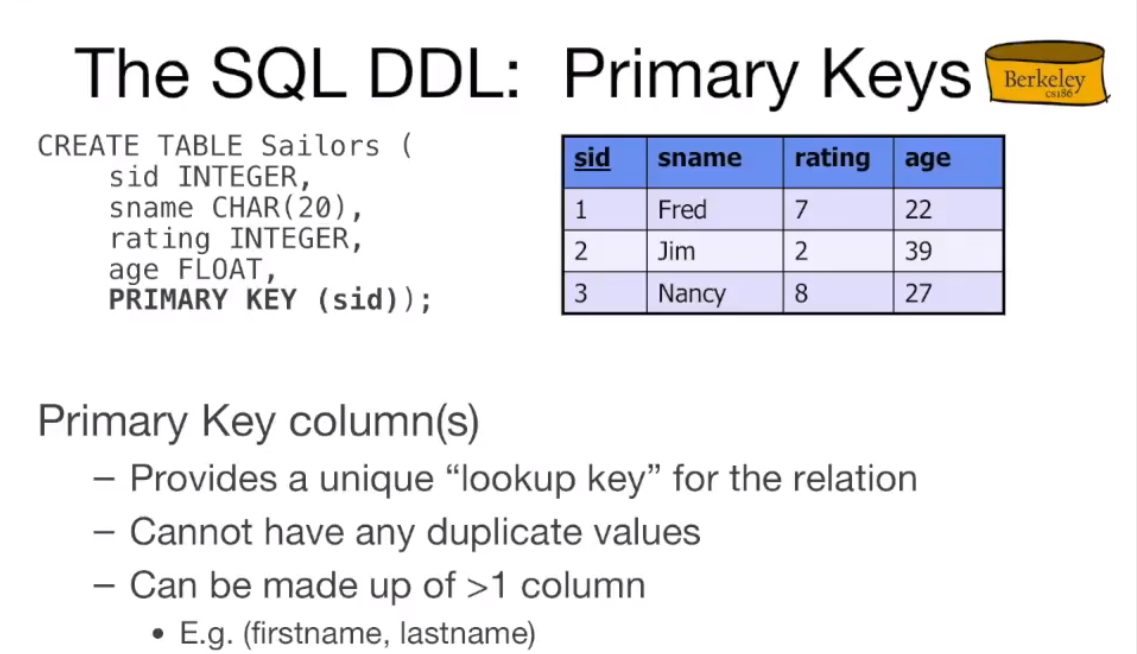 The SQL DDL: Primary Keys
Berkeley
cs186
CREATE TABLE Sailors (
sid INTEGER,
sname CHAR(20),
rating INTEGER,
age FLOAT,
PRIMARY KEY (sid));
sid sname rating age
1 Fred 7 22
2 Jim 2 39
3 Nancy 8 27
Primary Key column(s)
– Provides a unique “lookup key” for the relation
– Cannot have any duplicate values
– Can be made up of >1 column
• E.g. (firstname, lastname)